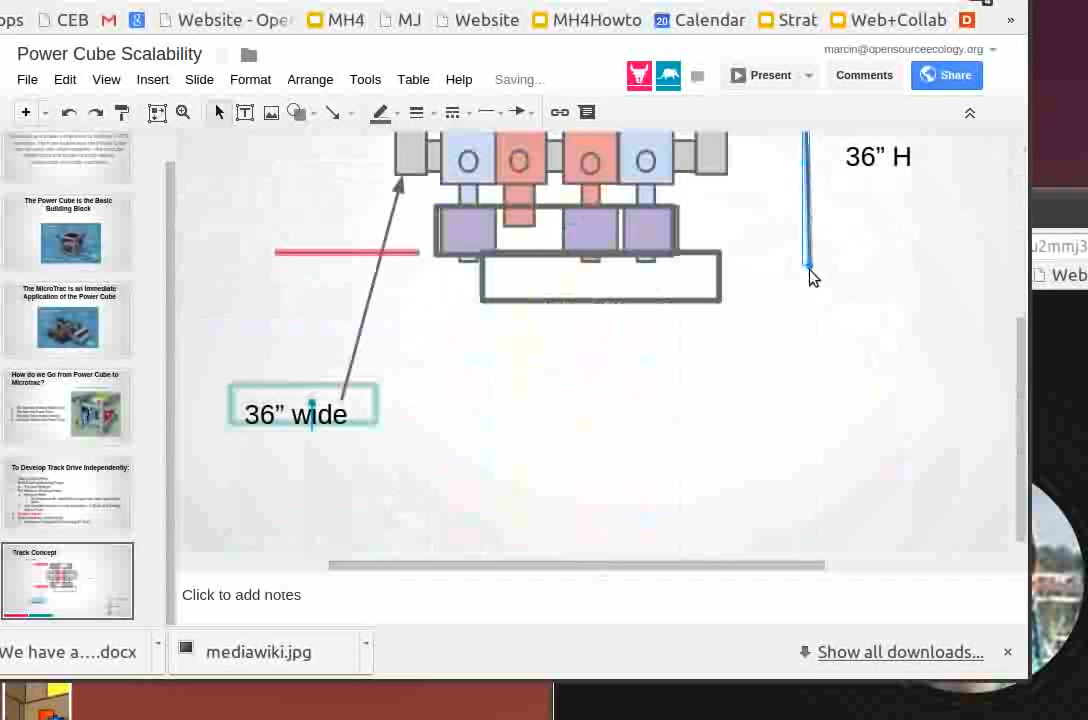 ops CEB Website - Open MH4 MJ Website MH4Howto 20 Calendar Strat Web+Collab D »
Power Cube Scalability
marcin@opensourceecology.org
File Edit View Insert Slide Format Arrange Tools Table Help Saving...
Present Comments Share
The Power Cube is the Basic
Building Block
The MicroTrac is an Immediate
Application of the Power Cube
How do we Go from Power Cube to
Microtrac?
To Develop Track Drive Independently:
Track Concept
O O O O
36” H
36” wide
Click to add notes
We have a....docx
mediawiki.jpg
Show all downloads...
u2mmj3
Web